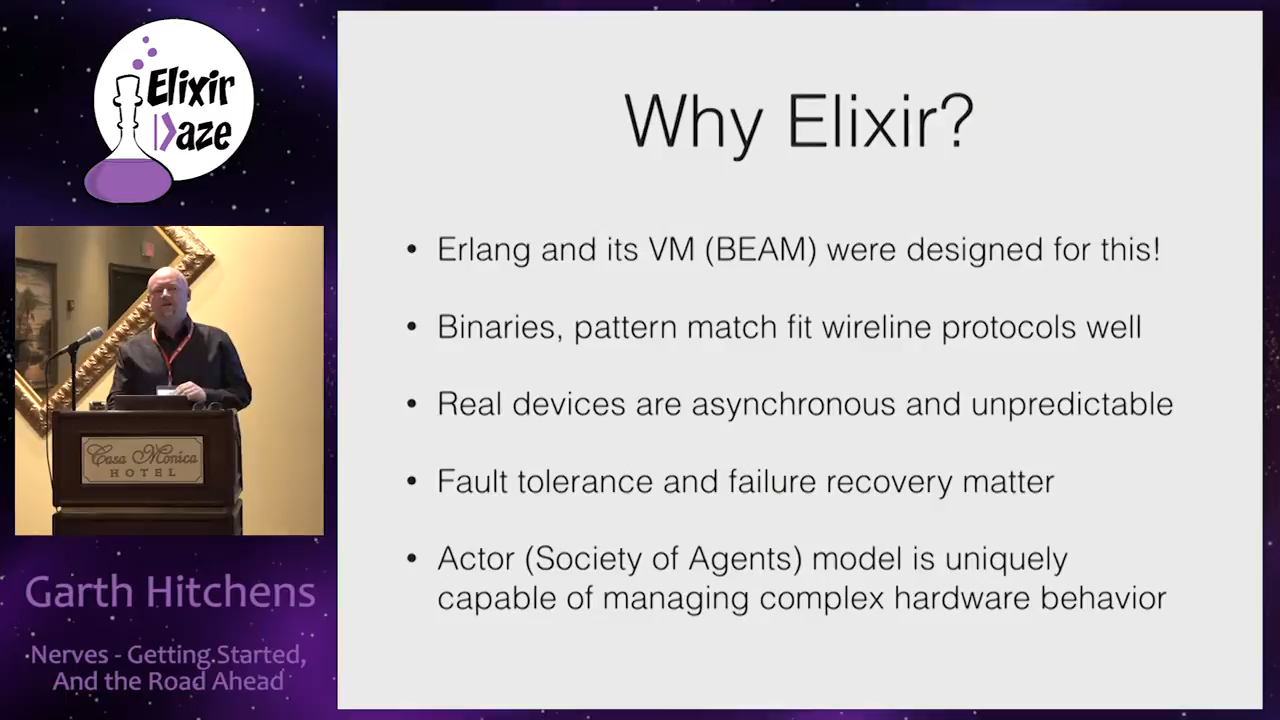 Elixir
|>aze
Casa Monica
HOTEL
Garth Hitchens
Nerves - Getting Started,
And the Road Ahead
Why Elixir?
• Erlang and its VM (BEAM) were designed for this!
• Binaries, pattern match fit wireline protocols well
• Real devices are asynchronous and unpredictable
• Fault tolerance and failure recovery matter
• Actor (Society of Agents) model is uniquely
capable of managing complex hardware behavior